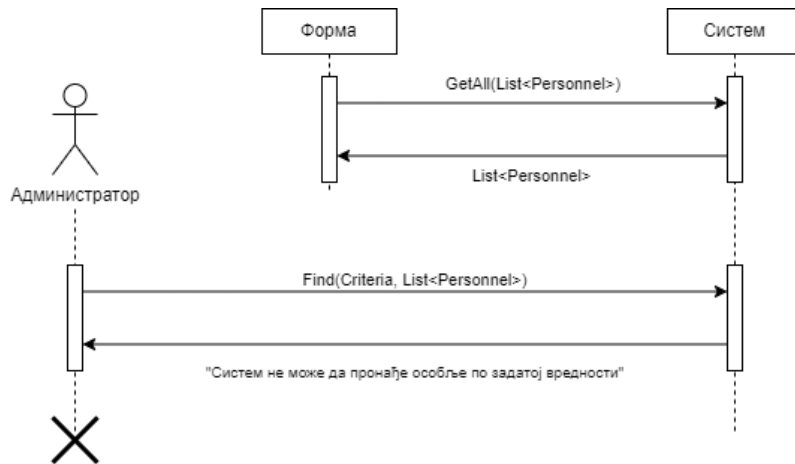 Форма
Систем
GetAll(List<Personnel>)
List<Personnel>
Администратор
Find(Criteria, List<Personnel>)
"Систем не може да пронађе особље по задатој вредности"